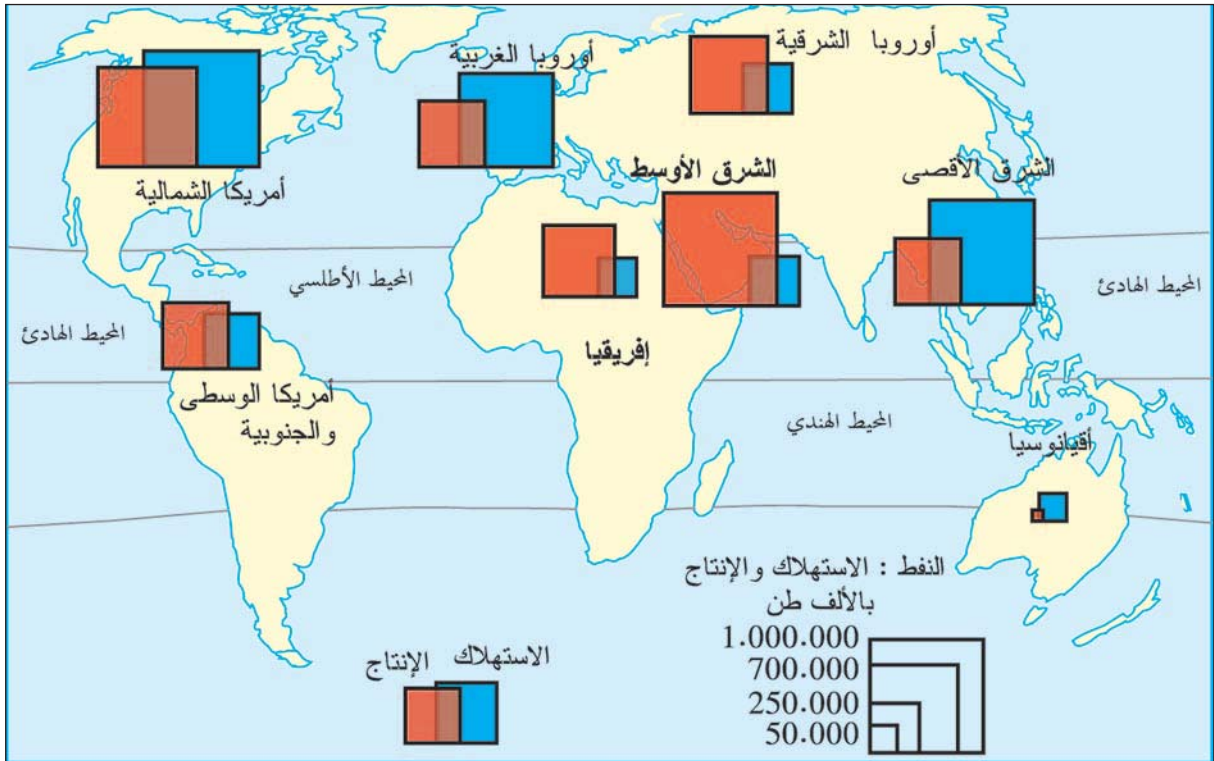 أوروبا الشرقية
أوروبا الغربية
الشرق الأوسط
الشرق الأقصى
أمريكا الشمالية
المحيط الأطلسي
المحيط الهادئ
المحيط الهادئ
إفريقيا
أمريكا الوسطى
والجنوبية
المحيط الهندي
أقيانوسيا
النفط : الاستهلاك والإنتاج
بالألف طن
1.000.000
700.000
250.000
50.000
الاستهلاك
الإنتاج